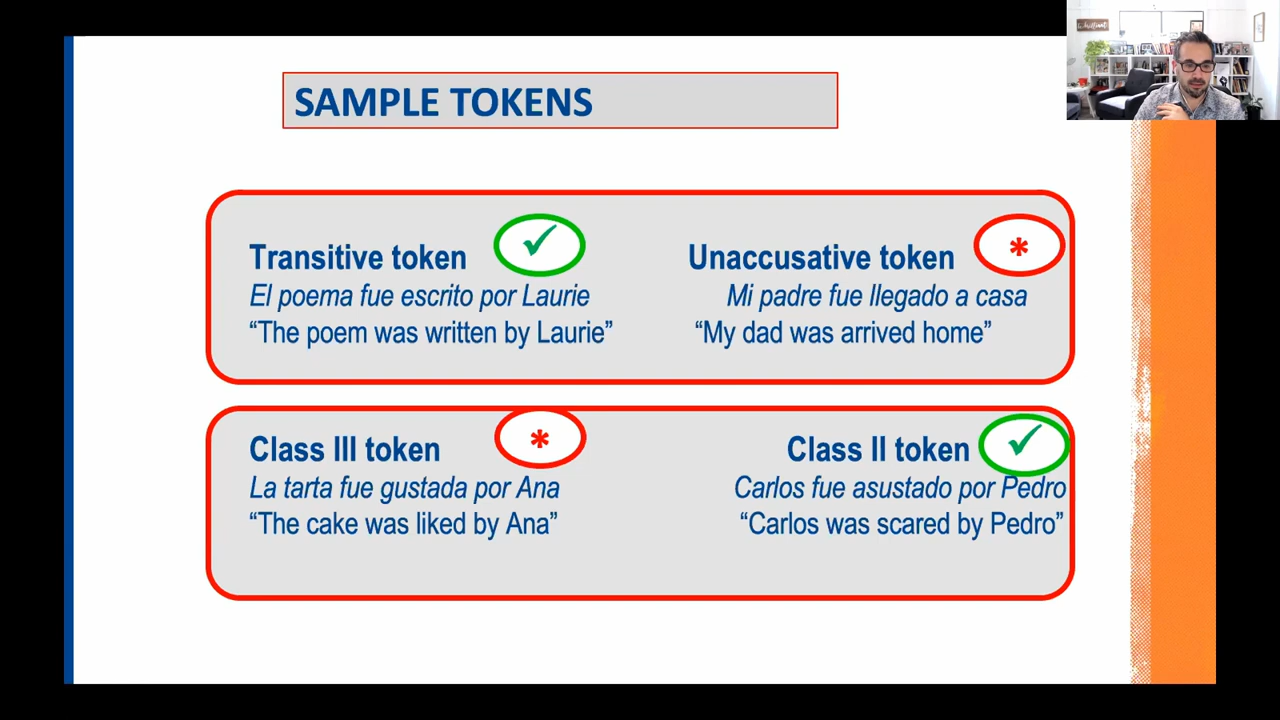 SAMPLE TOKENS
Transitive token ✓
El poema fue escrito por Laurie
“The poem was written by Laurie”
Unaccusative token *
Mi padre fue llegado a casa
“My dad was arrived home”
Class III token *
La tarta fue gustada por Ana
“The cake was liked by Ana”
Class II token ✓
Carlos fue asustado por Pedro
“Carlos was scared by Pedro”